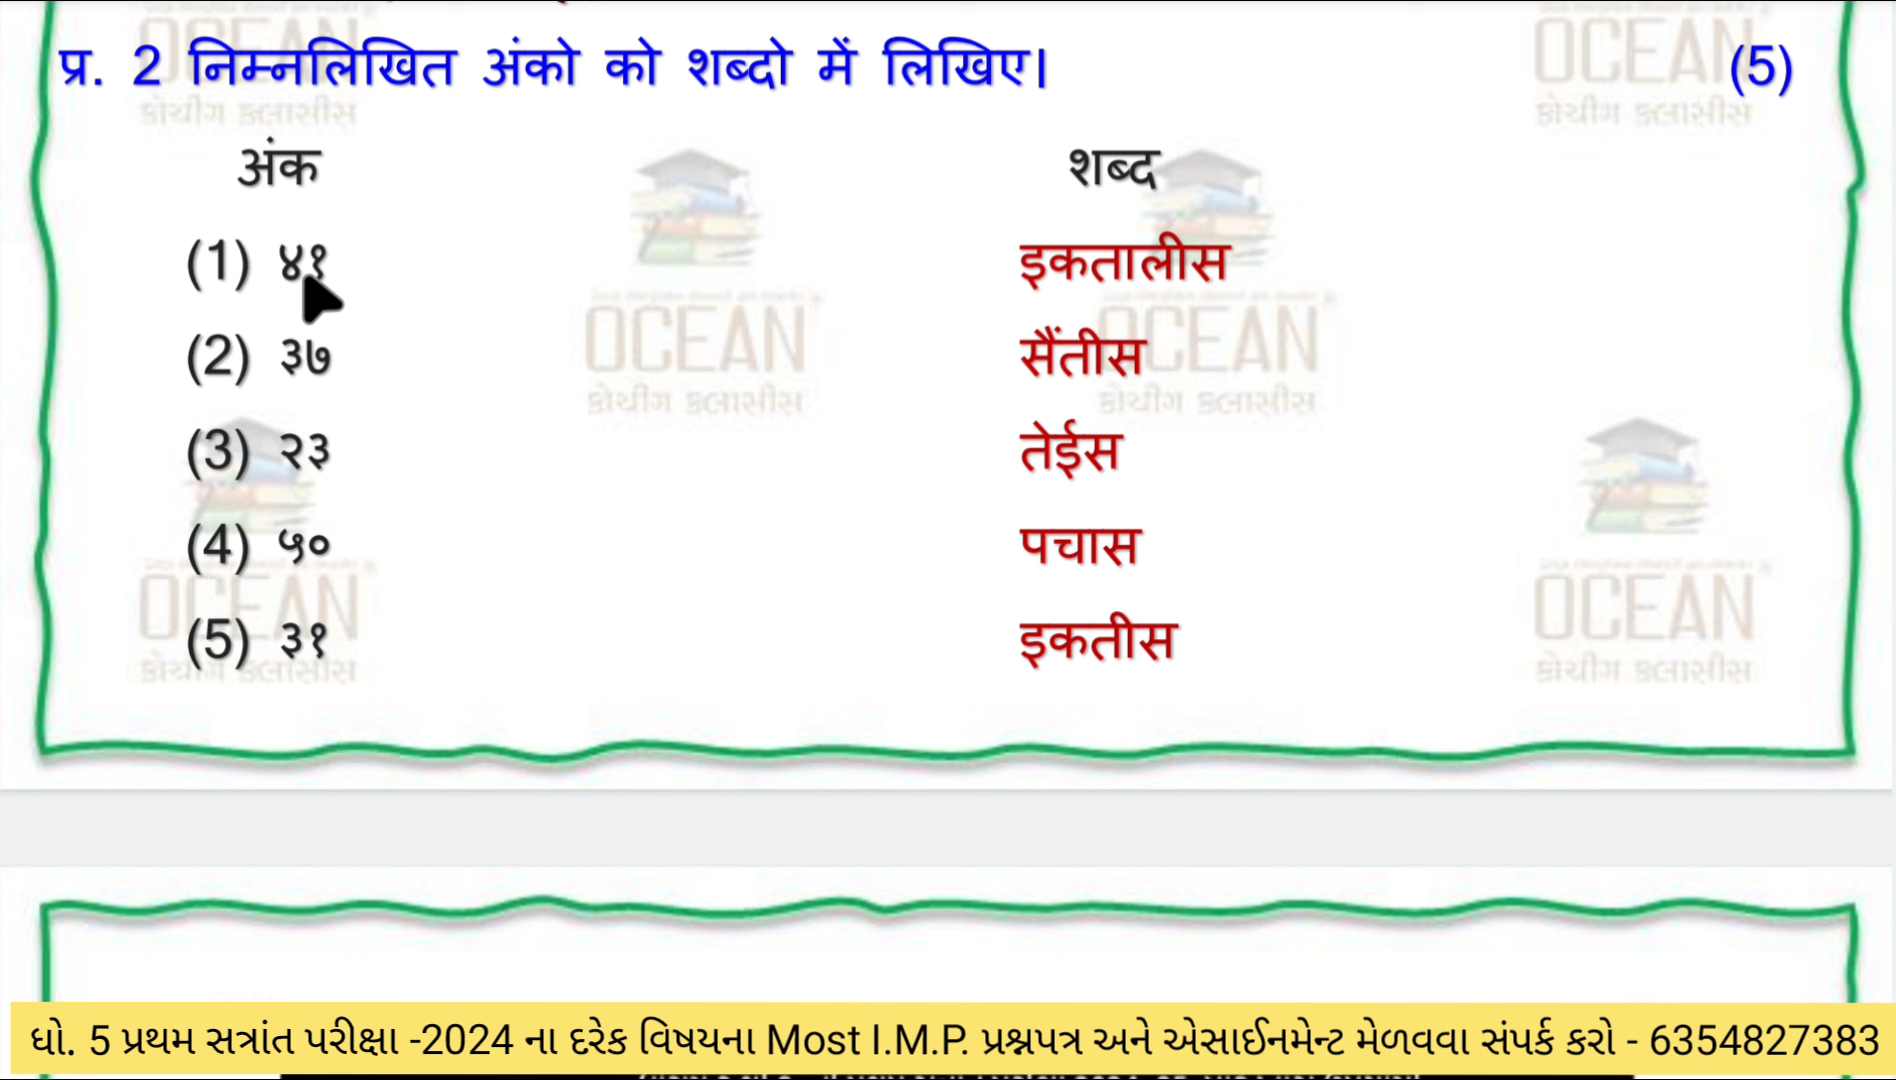 प्र. 2 निम्नलिखित अंको को शब्दो में लिखिए। (5)
अंक शब्द
(1) ४१ इकतालीस
(2) ३७ सैंतीस
(3) २३ तेईस
(4) ५० पचास
(5) ३१ इकतीस
OCEAN
કોચીંગ ક્લાસીસ
OCEAN
કોચીંગ ક્લાસીસ
OCEAN
કોચીંગ ક્લાસીસ
OCEAN
કોચીંગ ક્લાસીસ
OCEAN
કોચીંગ ક્લાસીસ
OCEAN
કોચીંગ ક્લાસીસ
ધો. 5 પ્રથમ સત્રાંત પરીક્ષા -2024 ના દરેક વિષયના Most I.M.P. પ્રશ્નપત્ર અને એસાઈનમેન્ટ મેળવવા સંપર્ક કરો - 6354827383